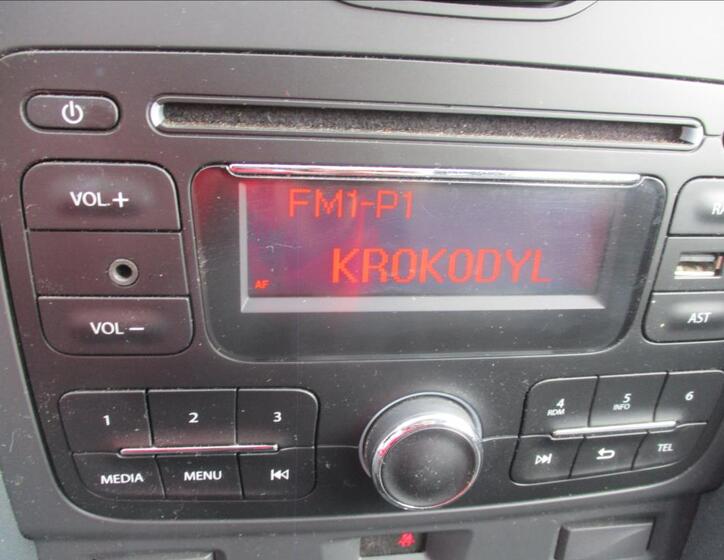 FM1-P1
VOL +
KROKODYL
AF
VOL –
AST
1 2 3
4 RDM
5 INFO
6
MEDIA MENU
TEL